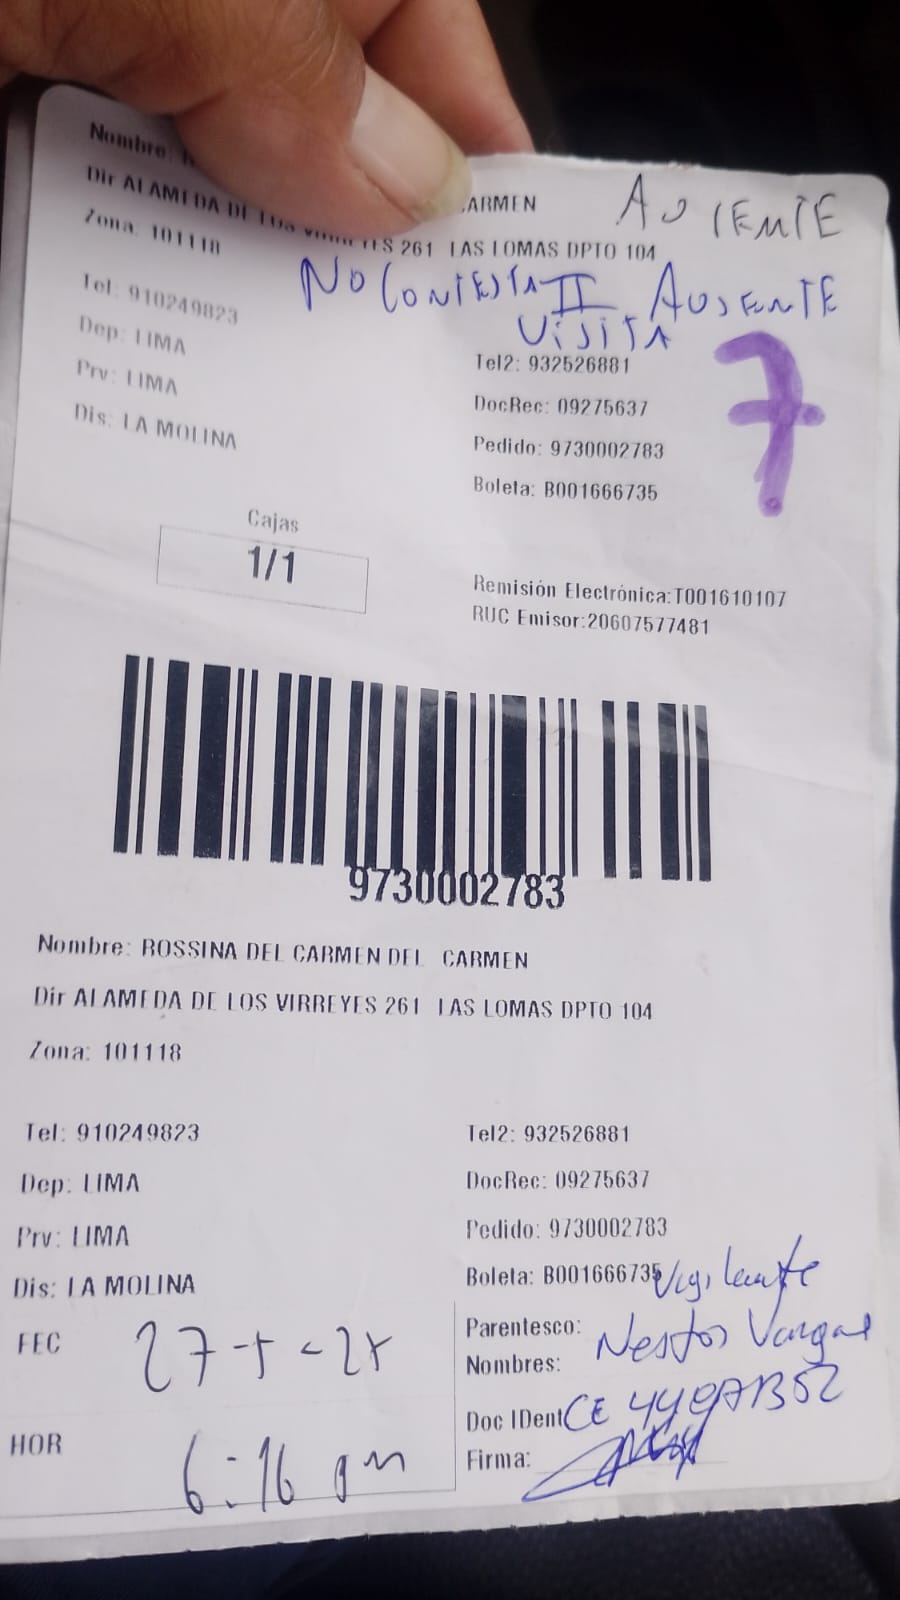 Nombre:
CARMEN
AUSENTE
Dir ALAMEDA DE LOS VIRREYES 261 LAS LOMAS DPTO 104
Zona: 101118
NO CONTESTA II AUSENTE
VISITA
Tel: 910249823
Tel2: 932526881
7
Dep: LIMA
DocRec: 09275637
Prv: LIMA
Pedido: 9730002783
Dis: LA MOLINA
Boleta: B001666735
Cajas
1/1
Remisión Electrónica:T001610107
RUC Emisor:20607577481
9730002783
Nombre: ROSSINA DEL CARMEN DEL CARMEN
Dir ALAMEDA DE LOS VIRREYES 261 LAS LOMAS DPTO 104
Zona: 101118
Tel: 910249823
Tel2: 932526881
Dep: LIMA
DocRec: 09275637
Prv: LIMA
Pedido: 9730002783
Dis: LA MOLINA
Boleta: B001666735
Vigilante
FEC
Parentesco:
Nombres: Nestor Vargas
Doc IDent CE
HOR 6:16 pm
Firma: